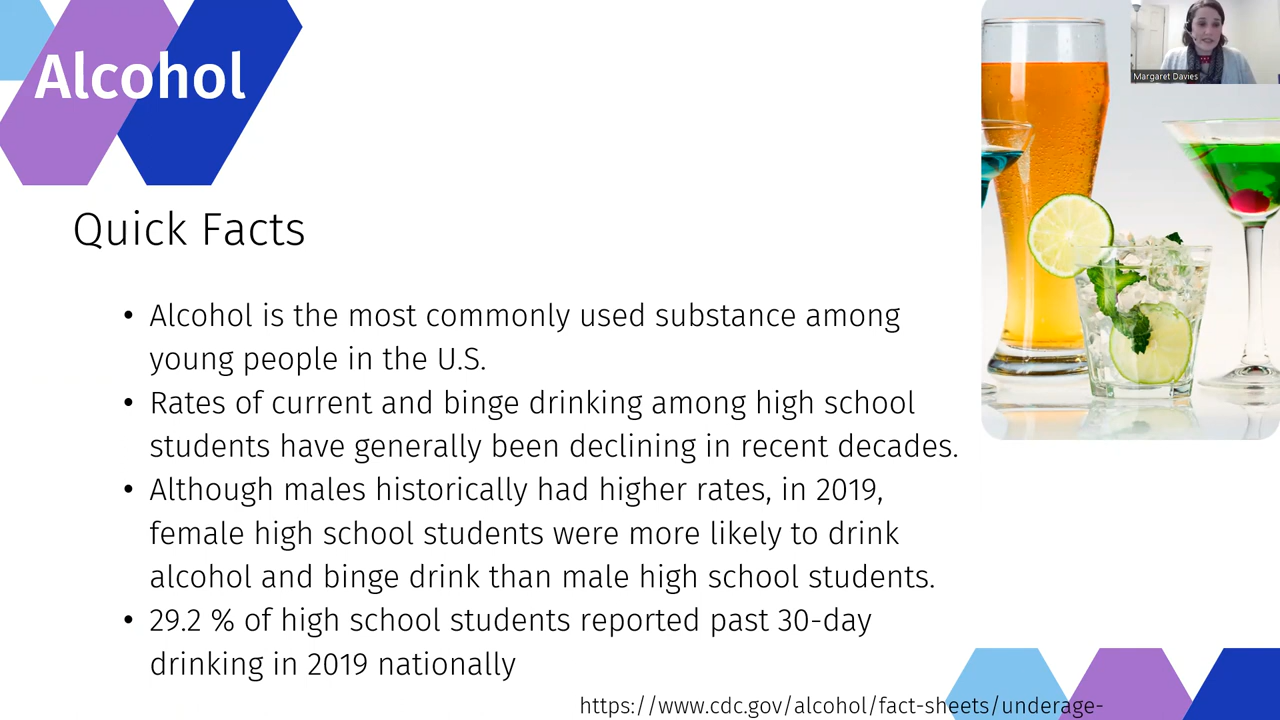 Alcohol
Margaret Davies
Quick Facts
• Alcohol is the most commonly used substance among
young people in the U.S.
• Rates of current and binge drinking among high school
students have generally been declining in recent decades.
• Although males historically had higher rates, in 2019,
female high school students were more likely to drink
alcohol and binge drink than male high school students.
• 29.2 % of high school students reported past 30-day
drinking in 2019 nationally
https://www.cdc.gov/alcohol/fact-sheets/underage-